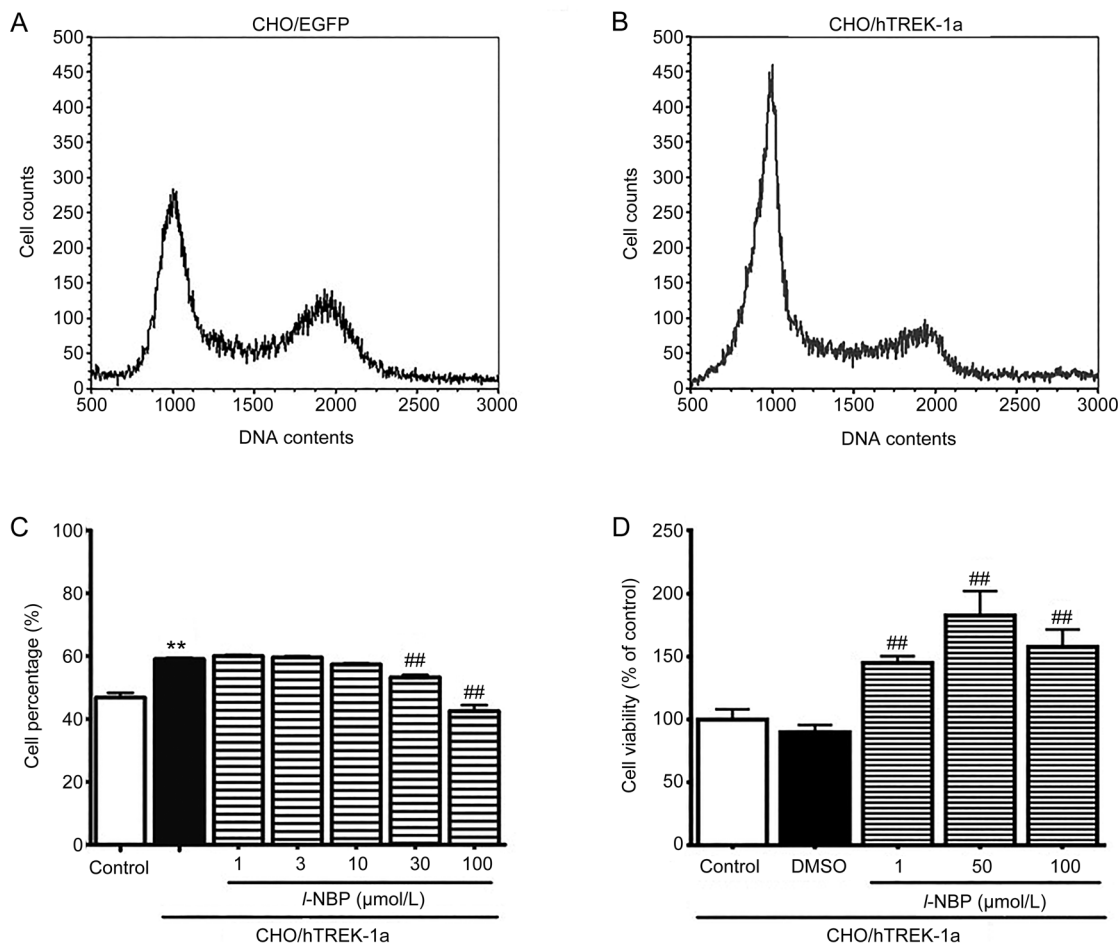 A
CHO/EGFP
500
450
400
350
300
250
200
150
100
50
0
Cell counts
500 1000 1500 2000 2500 3000
DNA contents
B
CHO/hTREK-1a
500
450
400
350
300
250
200
150
100
50
0
Cell counts
500 1000 1500 2000 2500 3000
DNA contents
C
100
80
60
40
20
0
Cell percentage (%)
**
##
##
Control 1 3 10 30 100
l-NBP (µmol/L)
CHO/hTREK-1a
D
250
200
150
100
50
0
Cell viability (% of control)
##
##
##
Control DMSO 1 50 100
l-NBP (µmol/L)
CHO/hTREK-1a